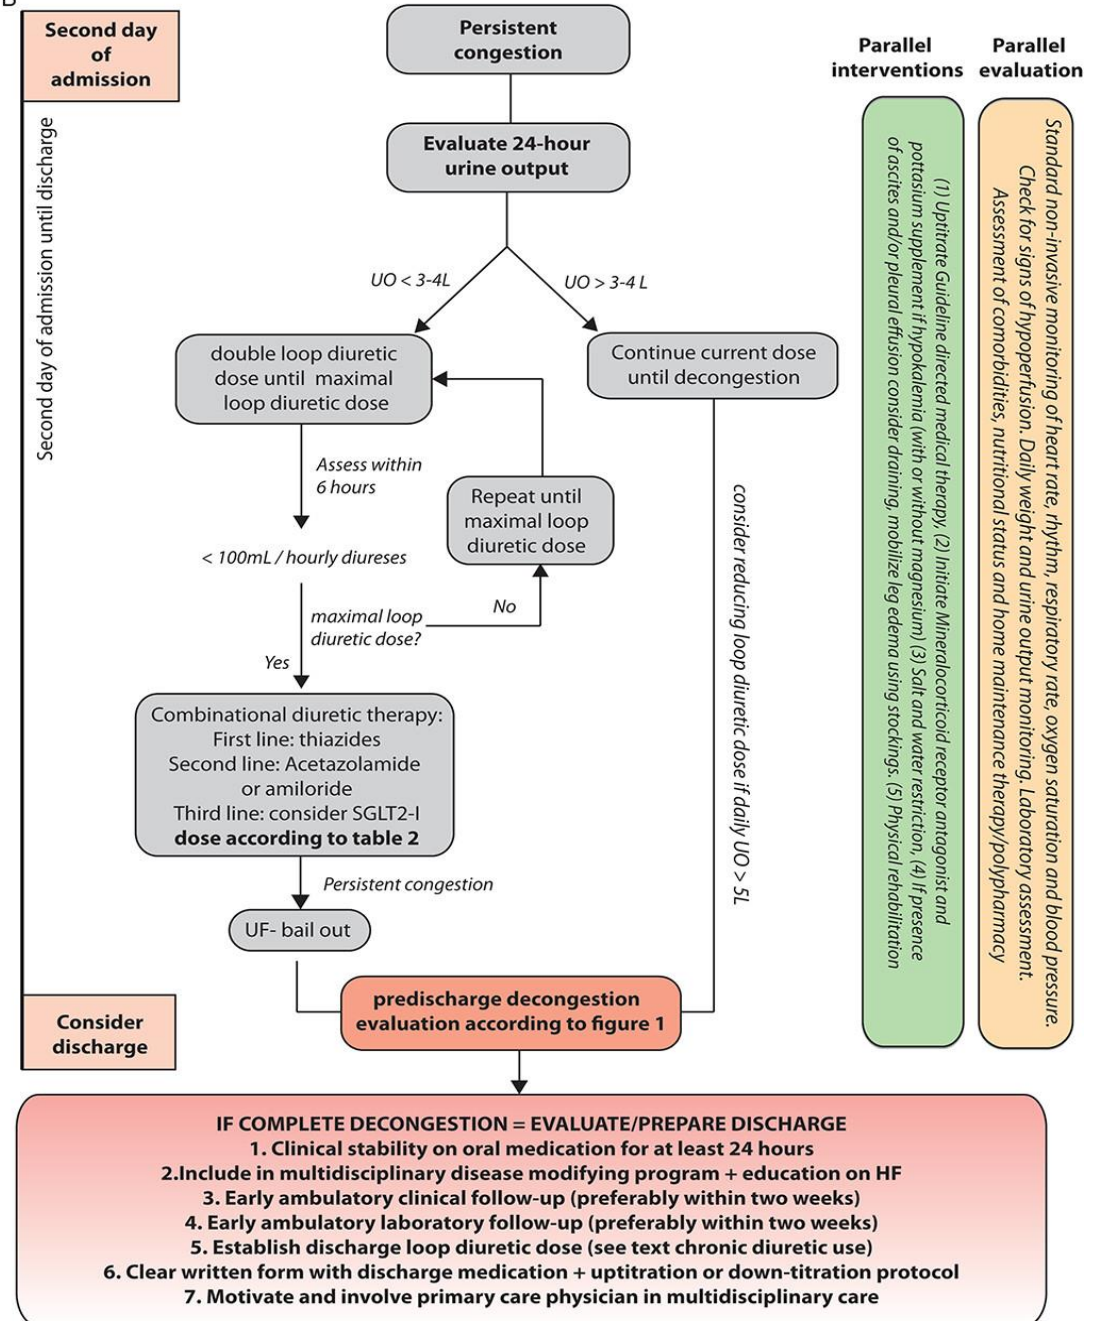 B
Second day
of
admission
Second day of admission until discharge
Persistent
congestion
Evaluate 24-hour
urine output
UO < 3-4L
UO > 3-4 L
double loop diuretic
dose until maximal
loop diuretic dose
Continue current dose
until decongestion
Assess within
6 hours
Repeat until
maximal loop
diuretic dose
< 100mL / hourly diureses
maximal loop
diuretic dose?
No
Yes
consider reducing loop diuretic dose if daily UO > 5L
Combinational diuretic therapy:
First line: thiazides
Second line: Acetazolamide
or amiloride
Third line: consider SGLT2-I
dose according to table 2
Persistent congestion
UF- bail out
Consider
discharge
predischarge decongestion
evaluation according to figure 1
Parallel
interventions
(1) Uptitrate Guideline directed medical therapy, (2) Initiate Mineralocorticoid receptor antagonist and
pottasium supplement if hypokalemia (with or without magnesium) (3) Salt and water restriction, (4) If presence
of ascites and/or pleural effusion consider draining, mobilize leg edema using stockings. (5) Physical rehabilitation
Parallel
evaluation
Standard non-invasive monitoring of heart rate, rhythm, respiratory rate, oxygen saturation and blood pressure.
Check for signs of hypoperfusion. Daily weight and urine output monitoring. Laboratory assessment.
Assessment of comorbidities, nutritional status and home maintenance therapy/polypharmacy
IF COMPLETE DECONGESTION = EVALUATE/PREPARE DISCHARGE
1. Clinical stability on oral medication for at least 24 hours
2.Include in multidisciplinary disease modifying program + education on HF
3. Early ambulatory clinical follow-up (preferably within two weeks)
4. Early ambulatory laboratory follow-up (preferably within two weeks)
5. Establish discharge loop diuretic dose (see text chronic diuretic use)
6. Clear written form with discharge medication + uptitration or down-titration protocol
7. Motivate and involve primary care physician in multidisciplinary care